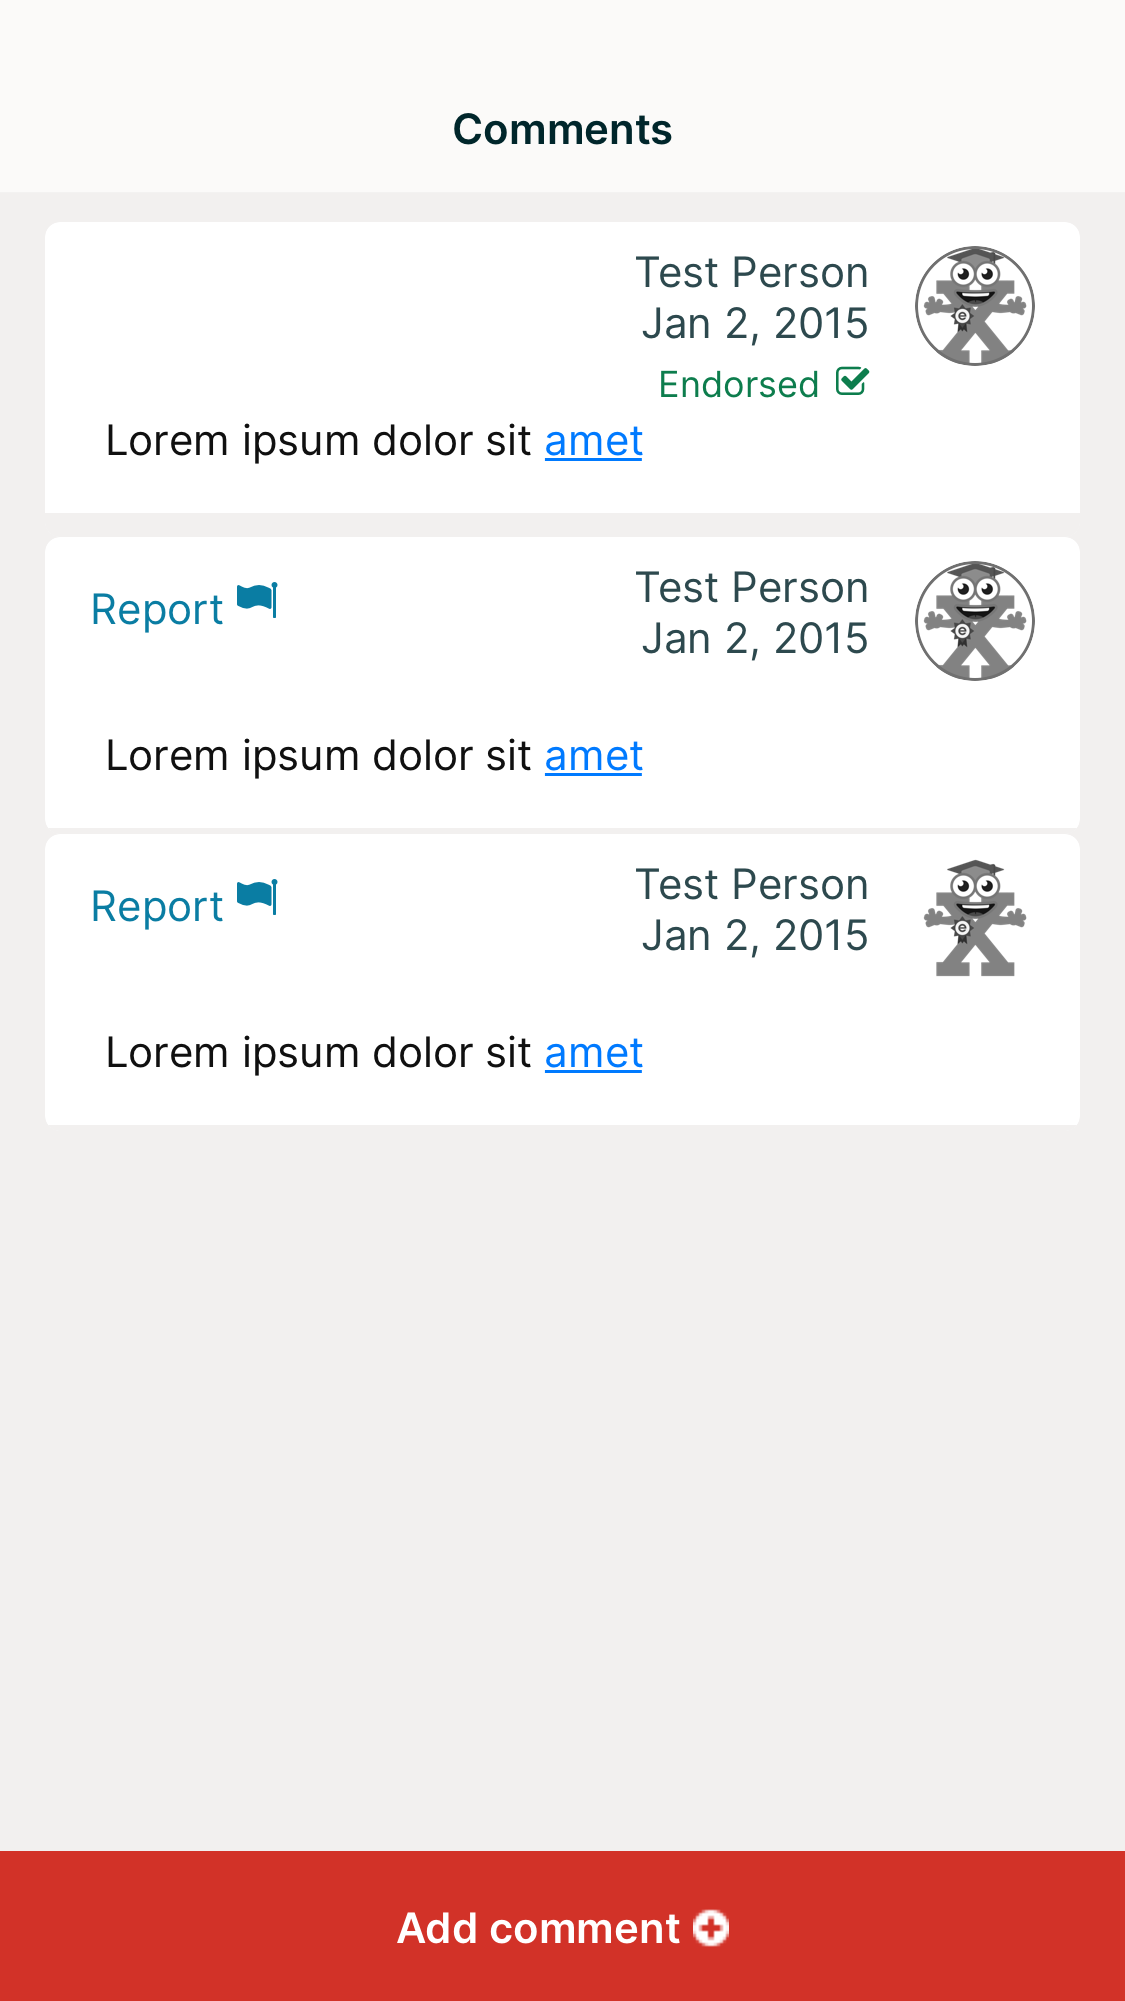 Comments
Test Person
Jan 2, 2015
Endorsed
Lorem ipsum dolor sit amet
Report
Test Person
Jan 2, 2015
Lorem ipsum dolor sit amet
Report
Test Person
Jan 2, 2015
Lorem ipsum dolor sit amet
Add comment